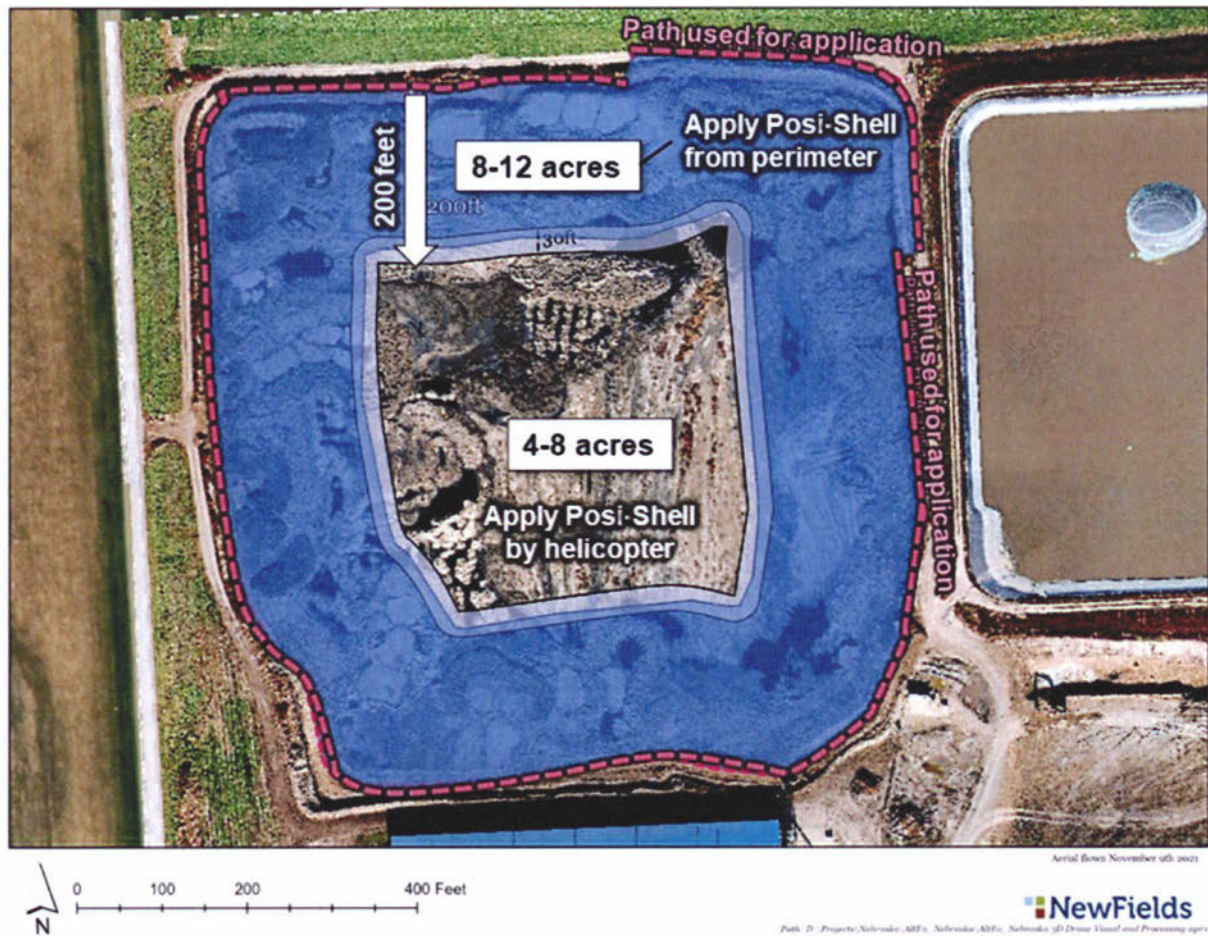 Path used for application
Apply Posi-Shell
from perimeter
8-12 acres
200 feet
200ft
30ft
Path used for application
4-8 acres
Apply Posi-Shell
by helicopter
Aerial flown November 9th 2021
0 100 200 400 Feet
N
NewFields